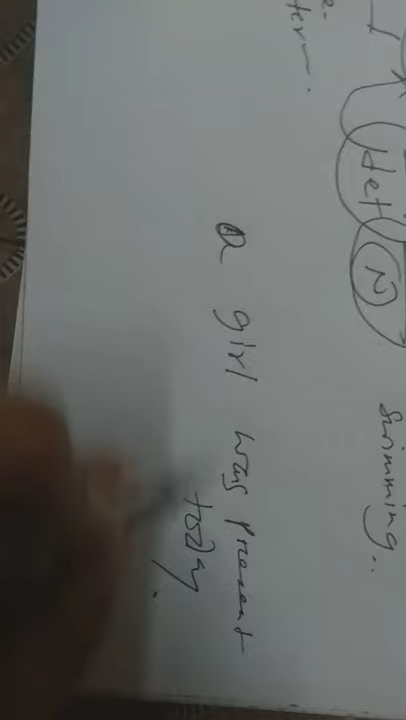 Det
N
swimming..
a girl was present
today.